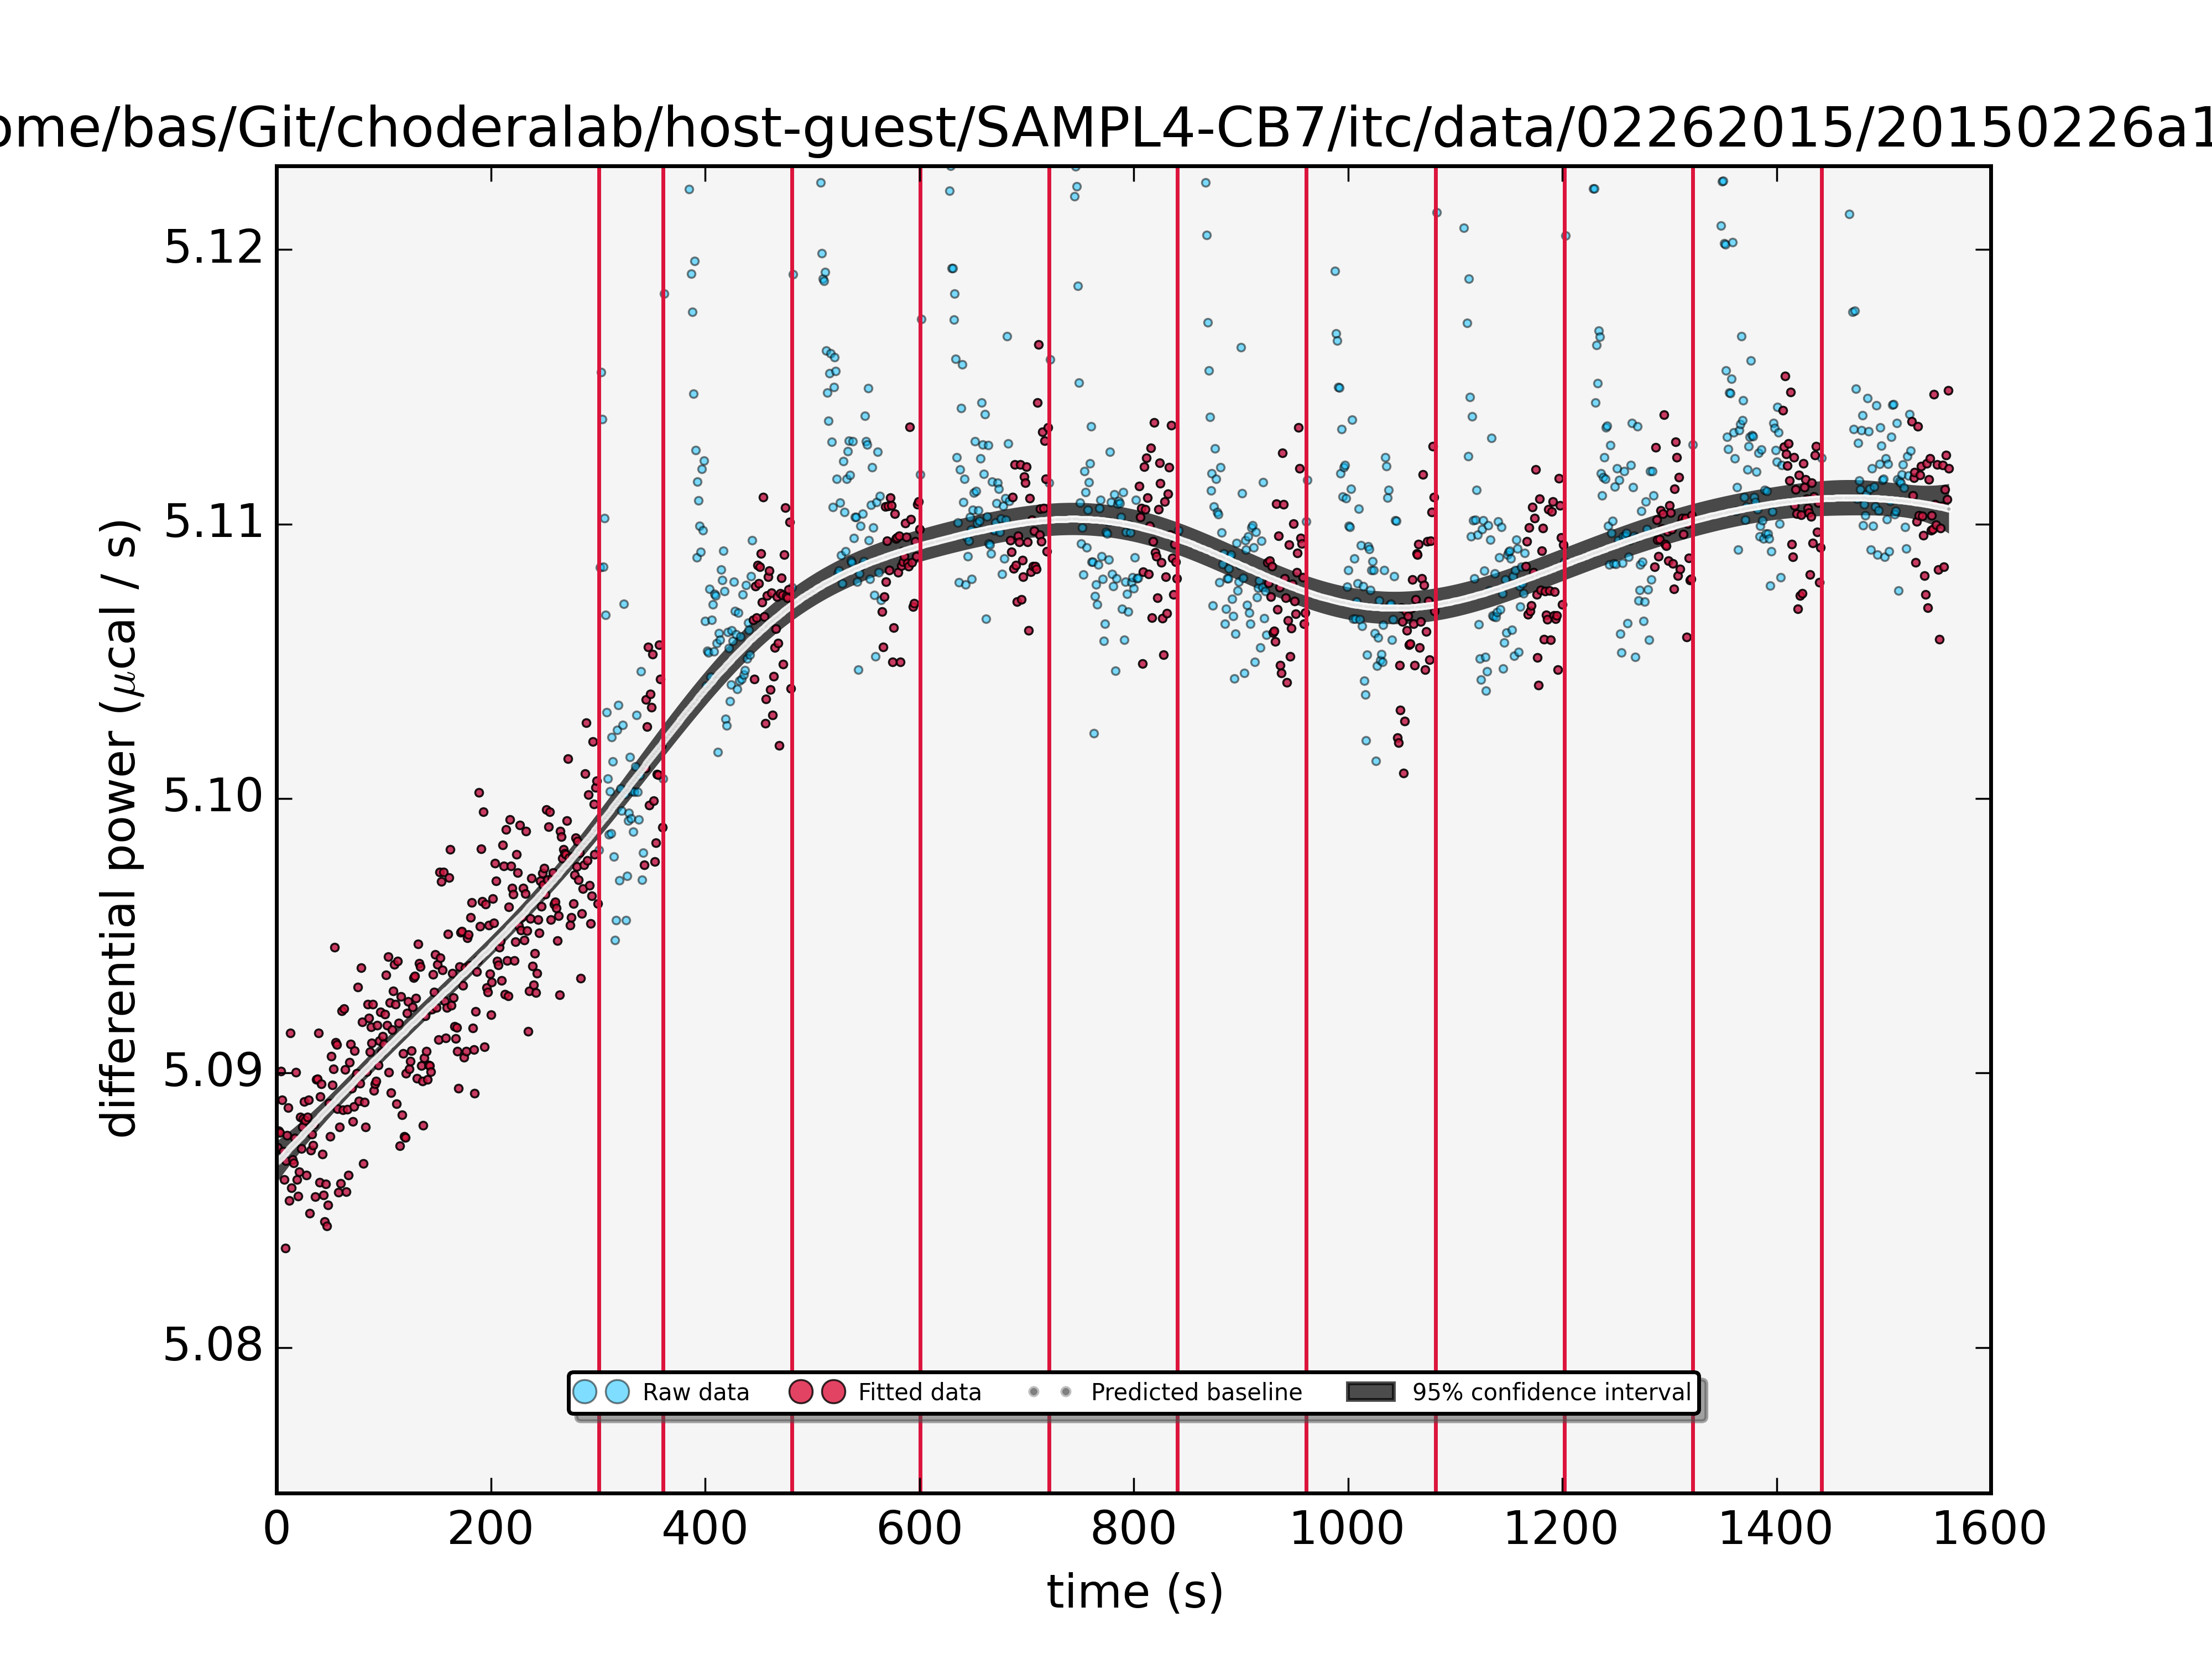 ome/bas/Git/choderalab/host-guest/SAMPL4-CB7/itc/data/02262015/20150226a1
5.12
5.11
5.10
5.09
5.08
differential power (μcal / s)
Raw data Fitted data Predicted baseline 95% confidence interval
0 200 400 600 800 1000 1200 1400 1600
time (s)